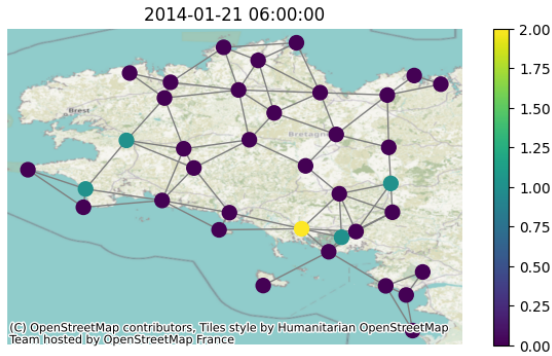 2014-01-21 06:00:00
2.00
1.75
1.50
1.25
1.00
0.75
0.50
0.25
0.00
Brest
Bretagne
(C) OpenStreetMap contributors, Tiles style by Humanitarian OpenStreetMap
Team hosted by OpenStreetMap France